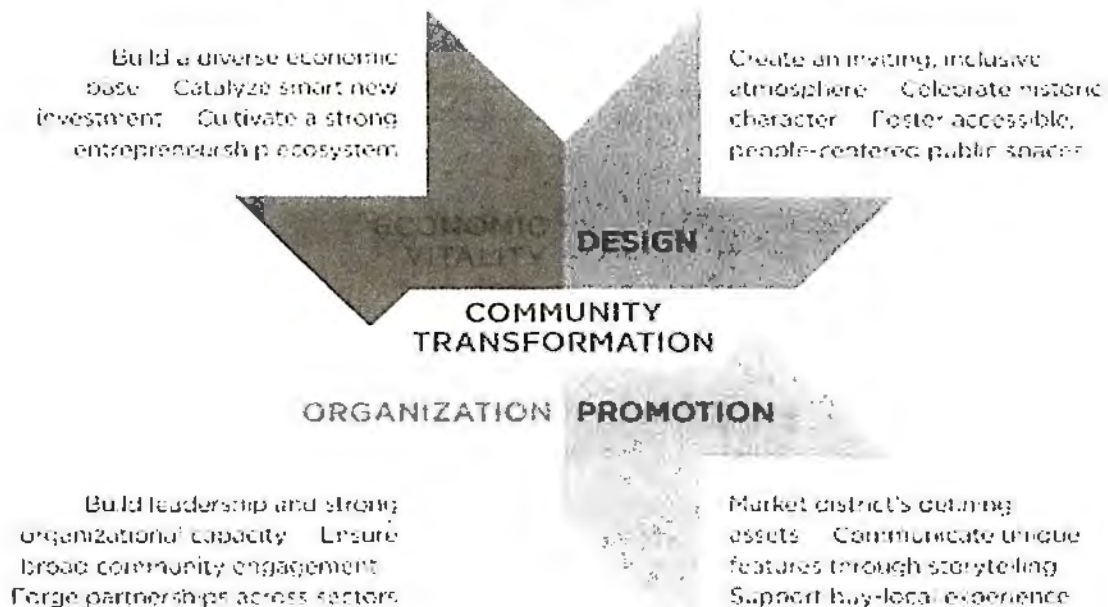 Build a diverse economic
base Catalyze smart new
investment Cultivate a strong
entrepreneurship ecosystem
Create an inviting, inclusive
atmosphere Celebrate historic
character Foster accessible,
people-centered public spaces
ECONOMIC
VITALITY
DESIGN
COMMUNITY
TRANSFORMATION
ORGANIZATION
PROMOTION
Build leadership and strong
organizational capacity Ensure
broad community engagement
Forge partnerships across sectors
Market district's defining
assets Communicate unique
features through storytelling
Support buy-local experience